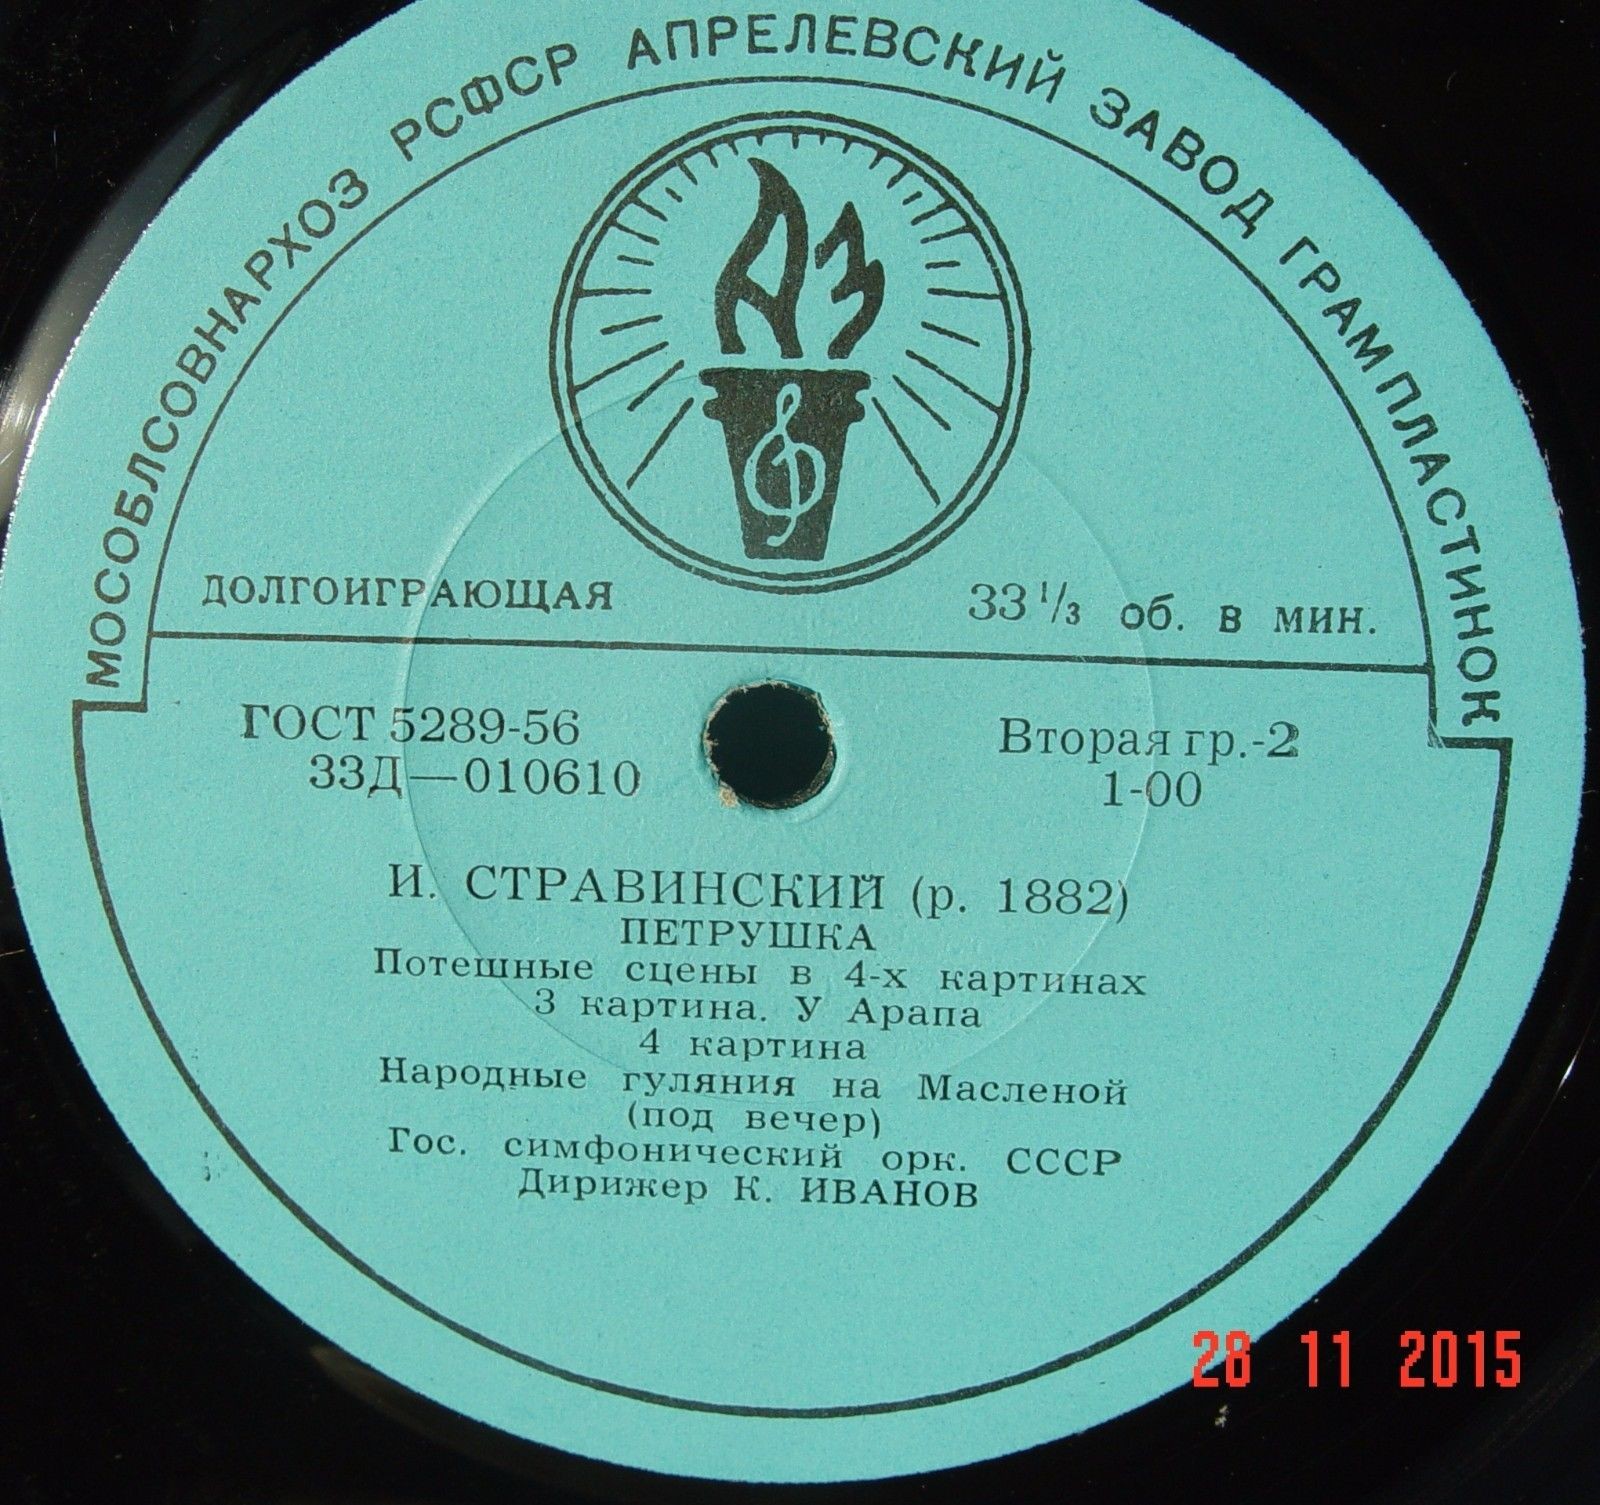 МОСОБЛСОВНАРХОЗ РСФСР АПРЕЛЕВСКИЙ ЗАВОД ГРАМПЛАСТИНОК
АЗ
ДОЛГОИГРАЮЩАЯ 33 1/3 об. в мин.
ГОСТ 5289-56 Вторая гр.-2
33Д—010610 1-00
И. СТРАВИНСКИЙ (р. 1882)
ПЕТРУШКА
Потешные сцены в 4-х картинах
3 картина. У Арапа
4 картина
Народные гуляния на Масленой
(под вечер)
Гос. симфонический орк. СССР
Дирижер К. ИВАНОВ
28 11 2015